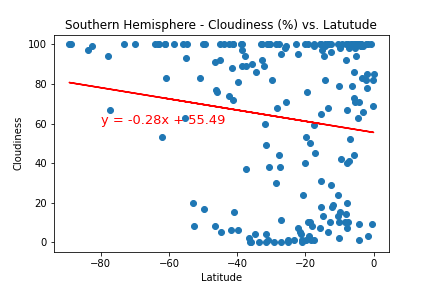 Southern Hemisphere - Cloudiness (%) vs. Latutude
100
80
60
40
20
0
Cloudiness
y = -0.28x + 55.49
−80
−60
−40
−20
0
Latitude